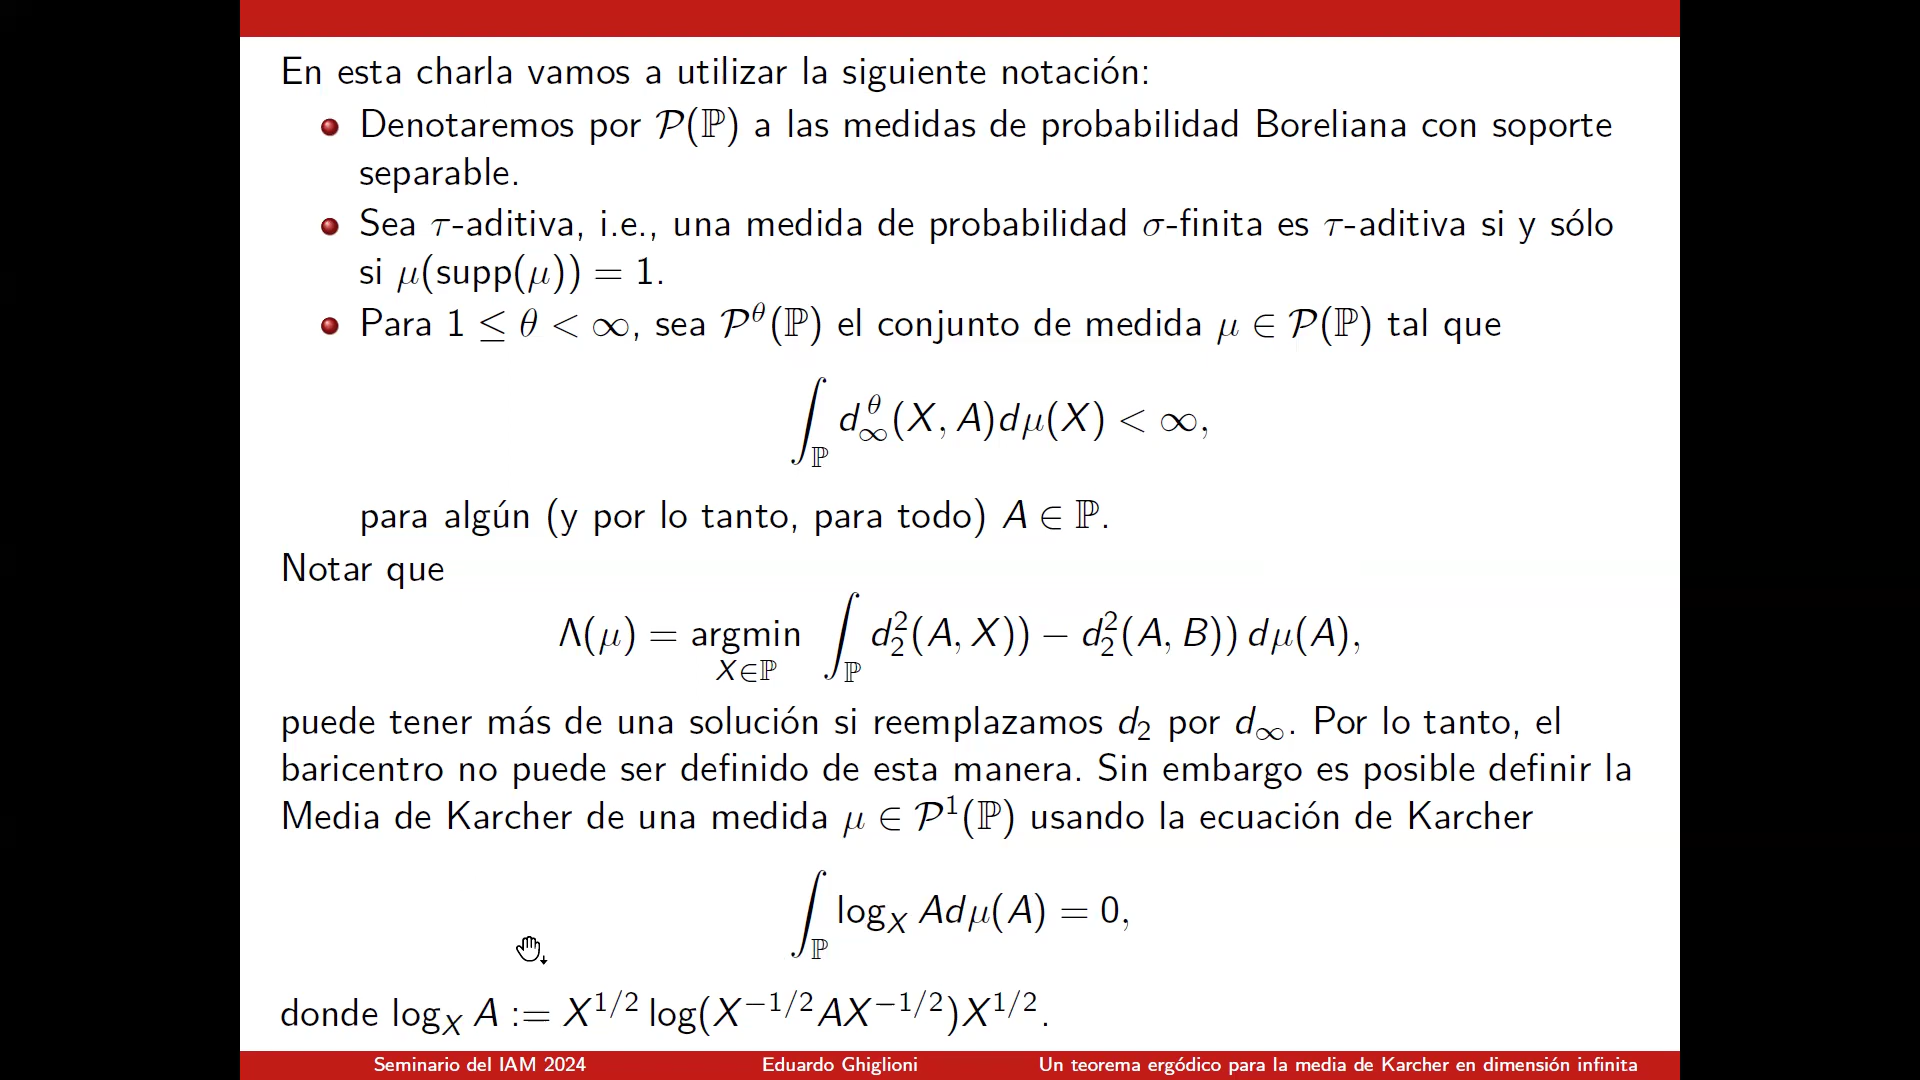 En esta charla vamos a utilizar la siguiente notación:
Denotaremos por 𝒫(ℙ) a las medidas de probabilidad Boreliana con soporte
separable.
Sea τ-aditiva, i.e., una medida de probabilidad σ-finita es τ-aditiva si y sólo
si μ(supp(μ)) = 1.
Para 1 ≤ θ < ∞, sea 𝒫^θ(ℙ) el conjunto de medida μ ∈ 𝒫(ℙ) tal que
∫_ℙ d_∞^θ(X, A)dμ(X) < ∞,
para algún (y por lo tanto, para todo) A ∈ ℙ.
Notar que
Λ(μ) = argmin_{X∈ℙ} ∫_ℙ d_2^2(A, X)) − d_2^2(A, B)) dμ(A),
puede tener más de una solución si reemplazamos d_2 por d_∞. Por lo tanto, el
baricentro no puede ser definido de esta manera. Sin embargo es posible definir la
Media de Karcher de una medida μ ∈ 𝒫^1(ℙ) usando la ecuación de Karcher
∫_ℙ log_X Adμ(A) = 0,
donde log_X A := X^{1/2} log(X^{−1/2}AX^{−1/2})X^{1/2}.
Seminario del IAM 2024 Eduardo Ghiglioni Un teorema ergódico para la media de Karcher en dimensión infinita